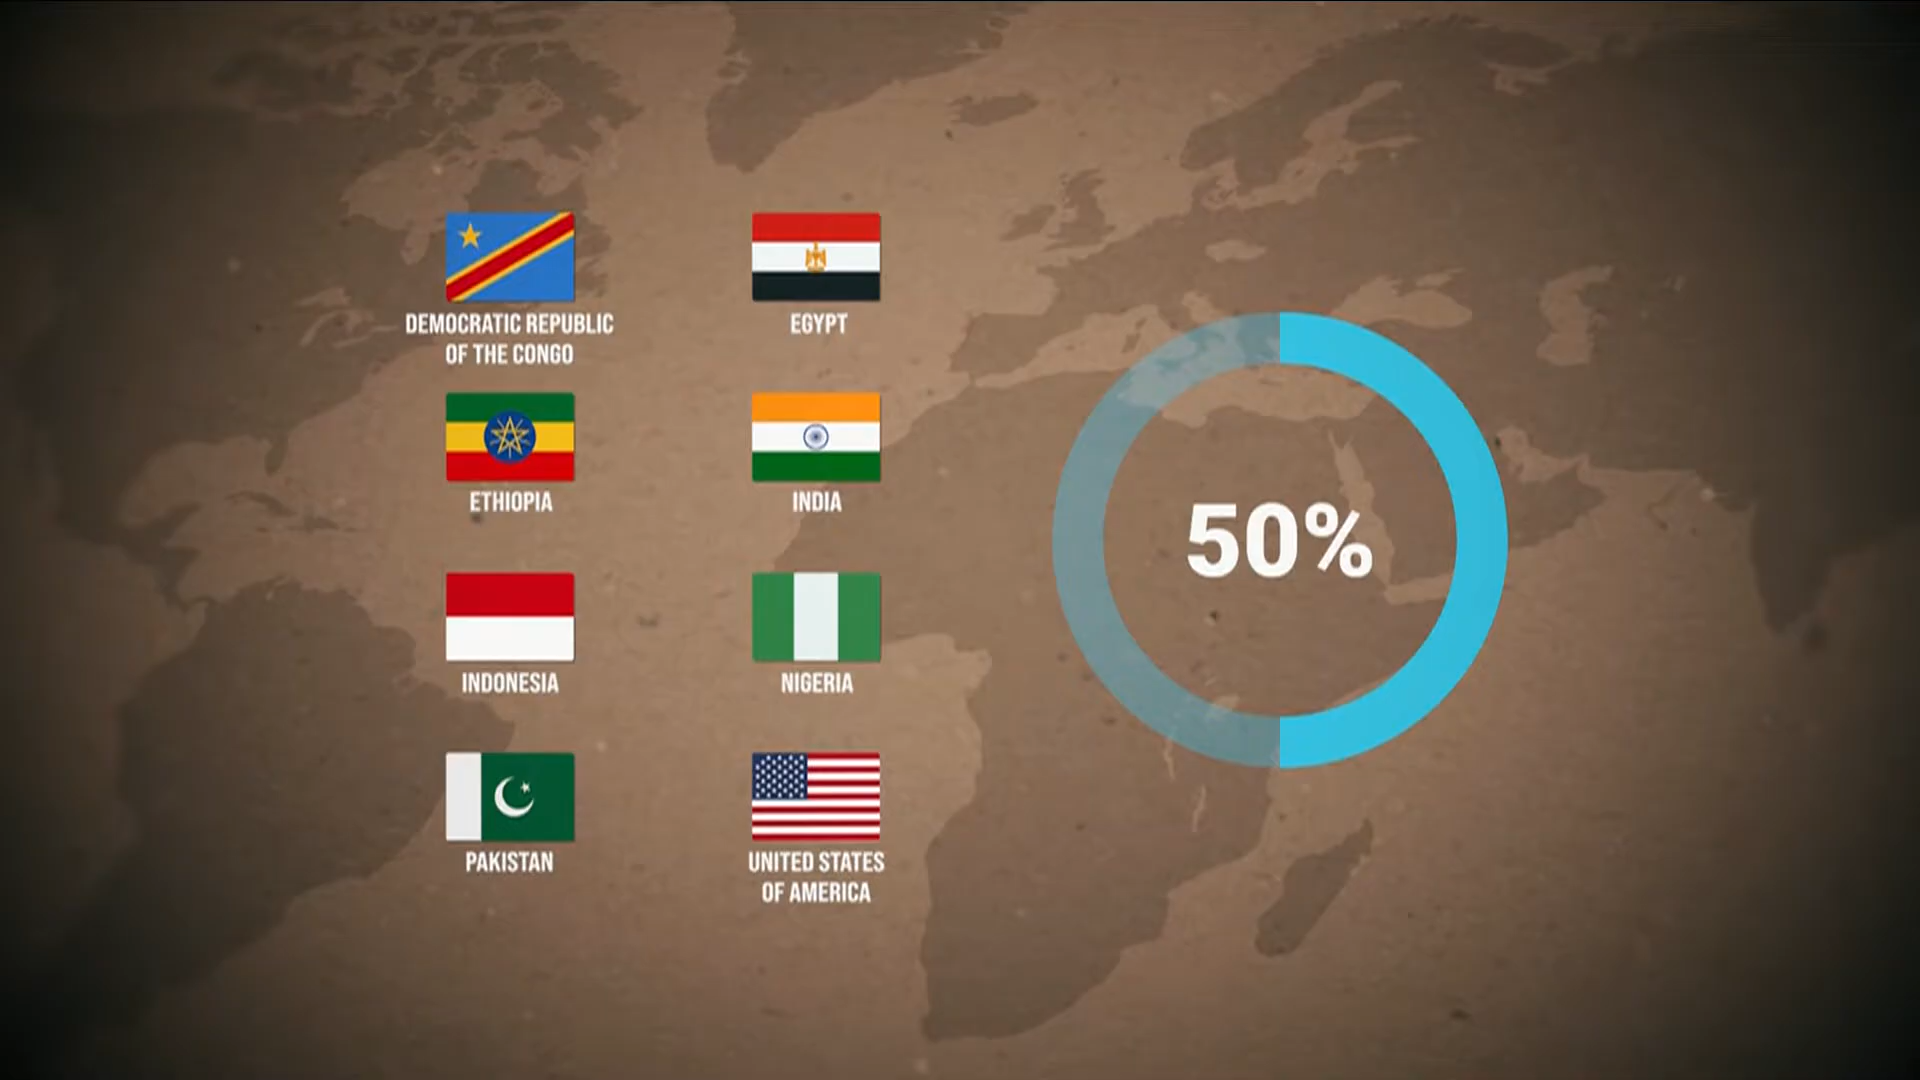 DEMOCRATIC REPUBLIC
OF THE CONGO
EGYPT
ETHIOPIA
INDIA
INDONESIA
NIGERIA
PAKISTAN
UNITED STATES
OF AMERICA
50%